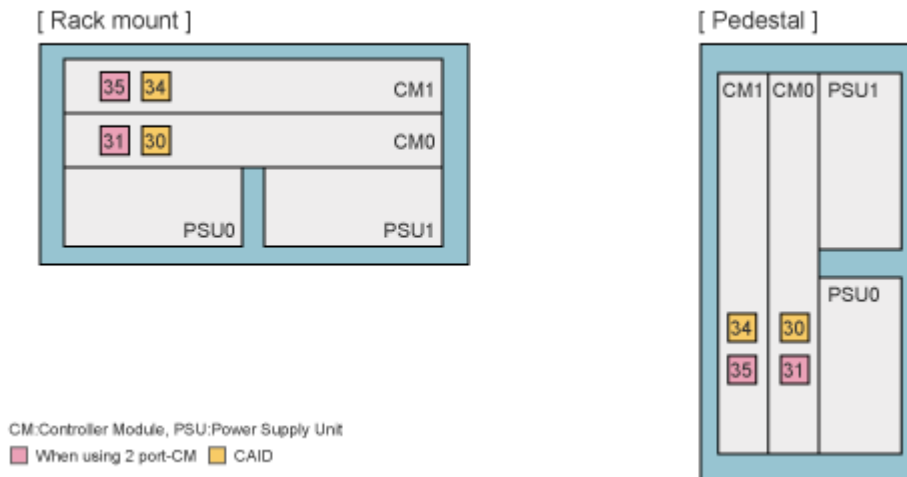 [ Rack mount ]
35 34 CM1
31 30 CM0
PSU0 PSU1
[ Pedestal ]
CM1 CM0 PSU1
PSU0
34 30
35 31
CM:Controller Module, PSU:Power Supply Unit
When using 2 port-CM CAID